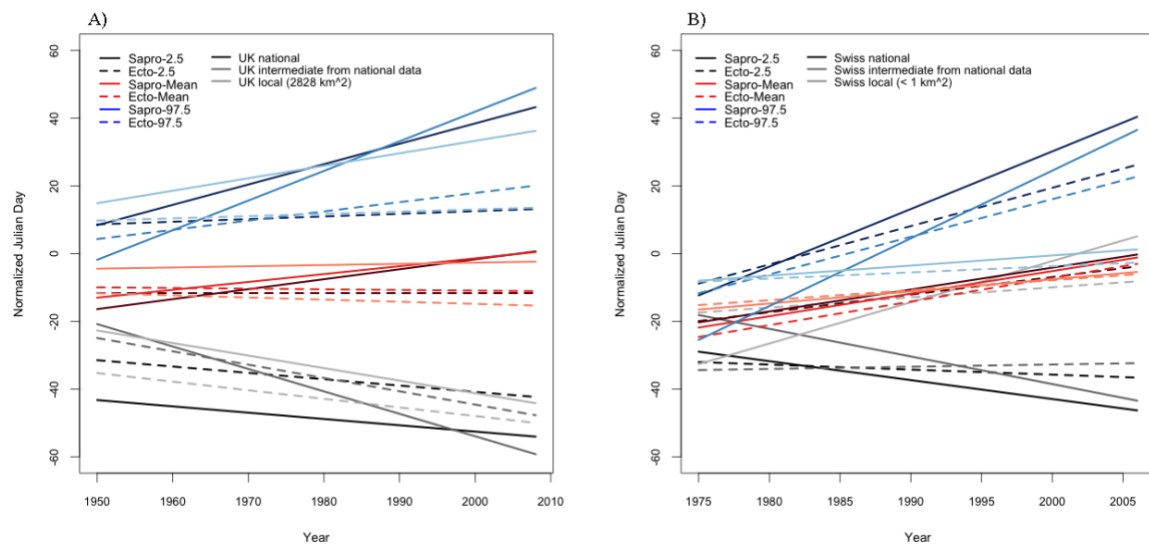 A)
Sapro-2.5
Ecto-2.5
Sapro-Mean
Ecto-Mean
Sapro-97.5
Ecto-97.5
UK national
UK intermediate from national data
UK local (2828 km^2)
60
40
20
0
-20
-40
-60
Normalized Julian Day
1950
1960
1970
1980
1990
2000
2010
Year
B)
Sapro-2.5
Ecto-2.5
Sapro-Mean
Ecto-Mean
Sapro-97.5
Ecto-97.5
Swiss national
Swiss intermediate from national data
Swiss local (< 1 km^2)
60
40
20
0
-20
-40
-60
Normalized Julian Day
1975
1980
1985
1990
1995
2000
2005
Year